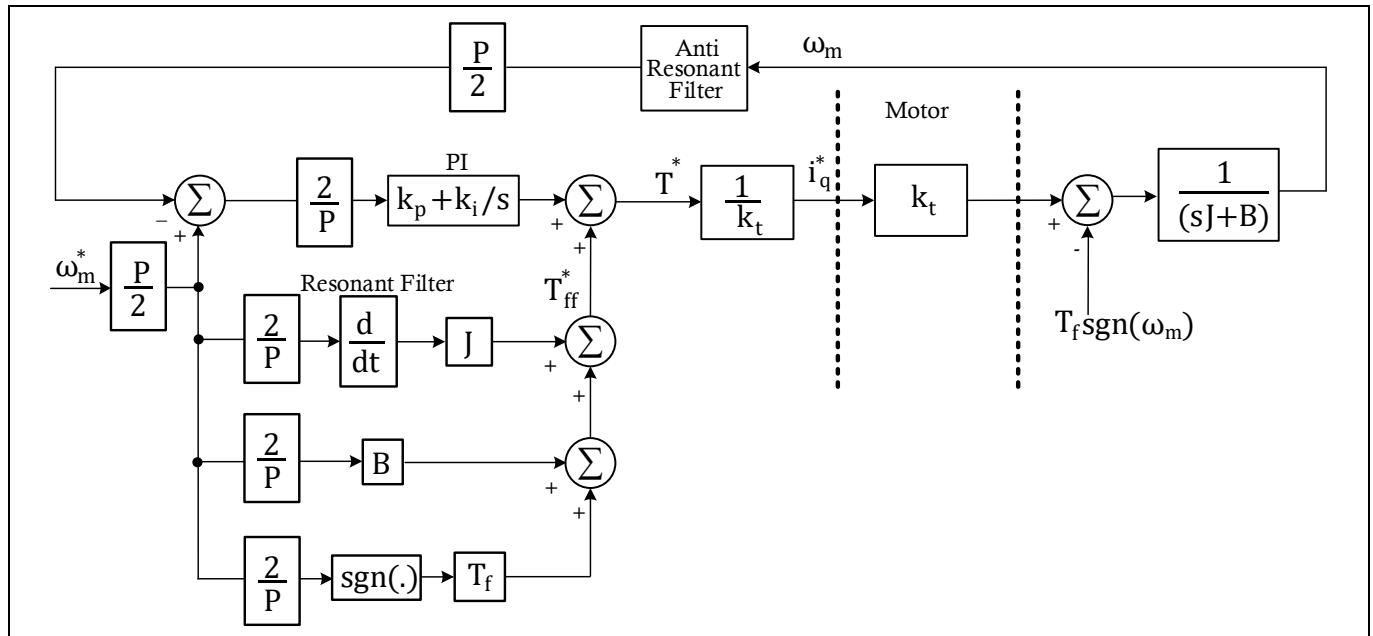 Anti
Resonant
Filter
ω_m
P
2
Motor
PI
2
P
k_p+k_i/s
T^*
1
k_t
i_q^*
k_t
1
(sJ+B)
Σ
−
+
Σ
+
+
Σ
+
-
ω_m^*
P
2
Resonant Filter
T_ff^*
T_f sgn(ω_m)
2
P
d
dt
J
Σ
+
+
2
P
B
Σ
+
+
2
P
sgn(.)
T_f